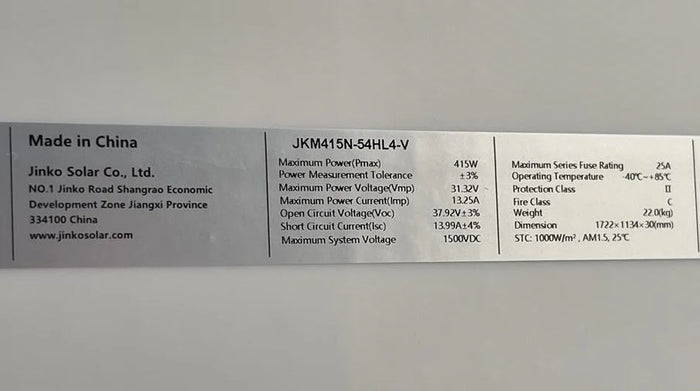 Made in China
Jinko Solar Co., Ltd.
NO.1 Jinko Road Shangrao Economic
Development Zone Jiangxi Province
334100 China
www.jinkosolar.com
JKM415N-54HL4-V
Maximum Power(Pmax) 415W
Power Measurement Tolerance ±3%
Maximum Power Voltage(Vmp) 31.32V
Maximum Power Current(Imp) 13.25A
Open Circuit Voltage(Voc) 37.92V±3%
Short Circuit Current(Isc) 13.99A±4%
Maximum System Voltage 1500VDC
Maximum Series Fuse Rating 25A
Operating Temperature -40℃~+85℃
Protection Class II
Fire Class C
Weight 22.0(kg)
Dimension 1722×1134×30(mm)
STC: 1000W/m², AM1.5, 25℃